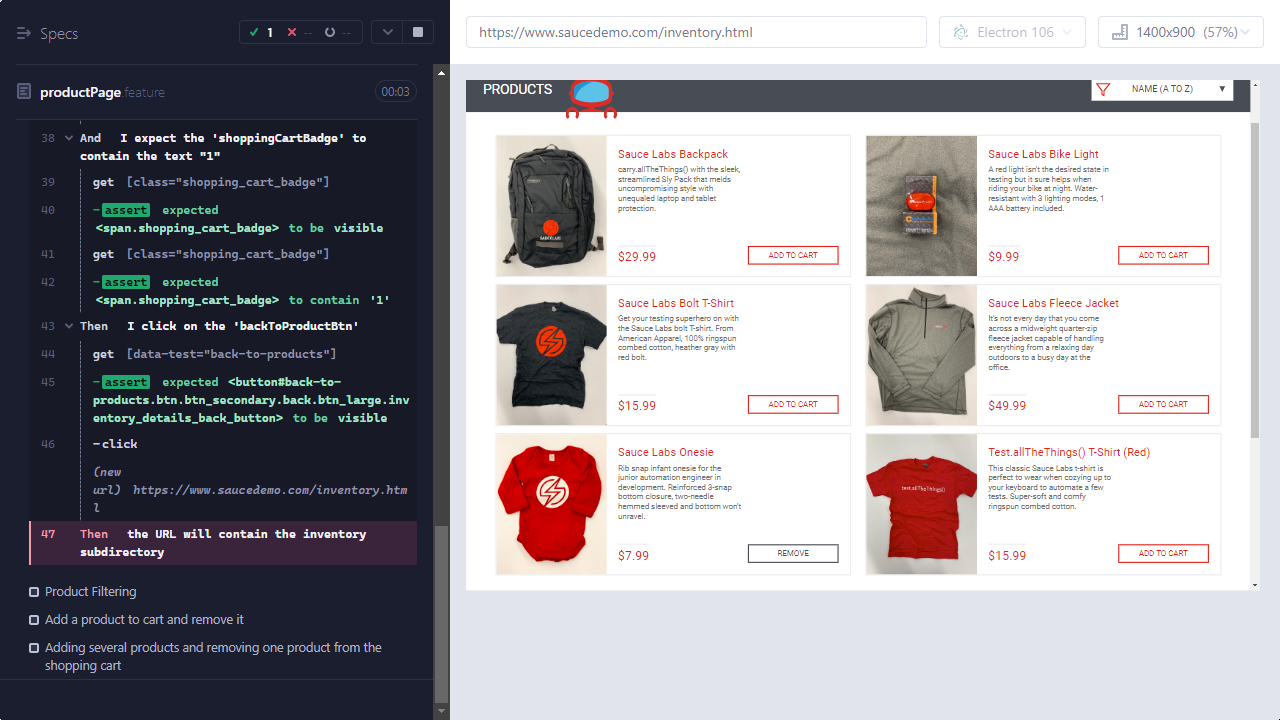 Specs
1
--
--
productPage.feature
00:03
38 And I expect the 'shoppingCartBadge' to
contain the text "1"
39 get [class="shopping_cart_badge"]
40 -assert expected
<span.shopping_cart_badge> to be visible
41 get [class="shopping_cart_badge"]
42 -assert expected
<span.shopping_cart_badge> to contain '1'
43 Then I click on the 'backToProductBtn'
44 get [data-test="back-to-products"]
45 -assert expected <button#back-to-
products.btn.btn_secondary.back.btn_large.inv
entory_details_back_button> to be
visible
46 -click
(new
url) https://www.saucedemo.com/inventory.htm
l
47 Then the URL will contain the inventory
subdirectory
Product Filtering
Add a product to cart and remove it
Adding several products and removing one product from the
shopping cart
https://www.saucedemo.com/inventory.html
Electron 106
1400x900 (57%)
PRODUCTS
NAME (A TO Z)
Sauce Labs Backpack
carry.allTheThings() with the sleek,
streamlined Sly Pack that melds
uncompromising style with
unequaled laptop and tablet
protection.
$29.99
ADD TO CART
Sauce Labs Bike Light
A red light isn't the desired state in
testing but it sure helps when
riding your bike at night. Water-
resistant with 3 lighting modes, 1
AAA battery included.
$9.99
ADD TO CART
Sauce Labs Bolt T-Shirt
Get your testing superhero on with
the Sauce Labs bolt T-shirt. From
American Apparel, 100% ringspun
combed cotton, heather gray with
red bolt.
$15.99
ADD TO CART
Sauce Labs Fleece Jacket
It's not every day that you come
across a midweight quarter-zip
fleece jacket capable of handling
everything from a relaxing day
outdoors to a busy day at the
office.
$49.99
ADD TO CART
Sauce Labs Onesie
Rib snap infant onesie for the
junior automation engineer in
development. Reinforced 3-snap
bottom closure, two-needle
hemmed sleeved and bottom won't
unravel.
$7.99
REMOVE
test.allTheThings()
Test.allTheThings() T-Shirt (Red)
This classic Sauce Labs t-shirt is
perfect to wear when cozying up to
your keyboard to automate a few
tests. Super-soft and comfy
ringspun combed cotton.
$15.99
ADD TO CART